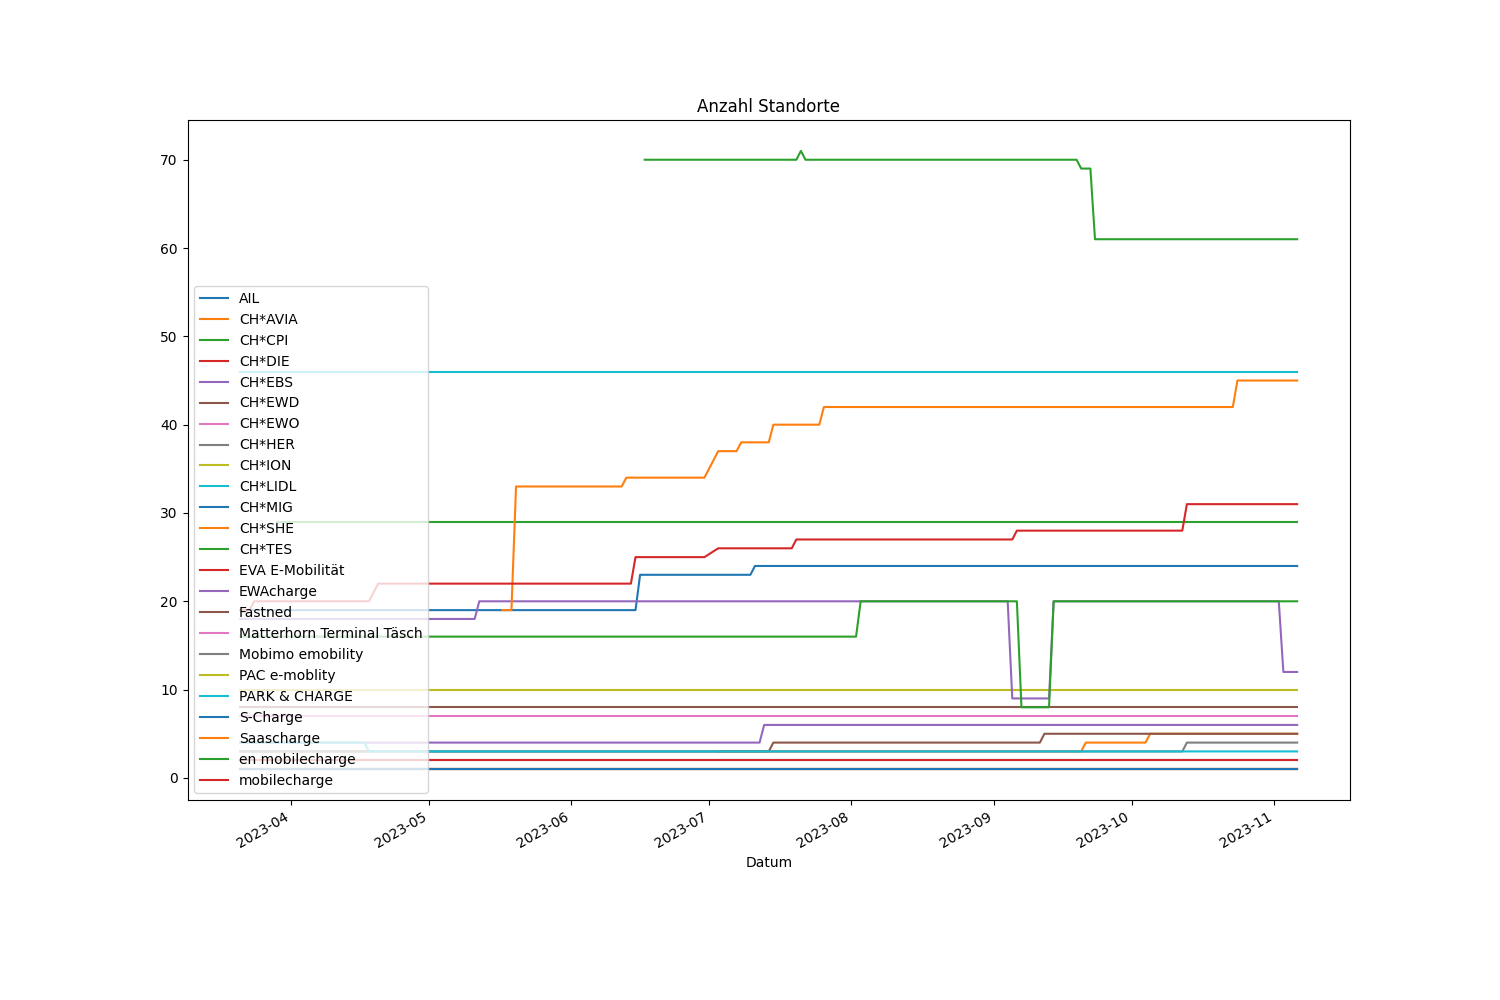 Anzahl Standorte
70
60
50
40
30
20
10
0
AIL
CH*AVIA
CH*CPI
CH*DIE
CH*EBS
CH*EWD
CH*EWO
CH*HER
CH*ION
CH*LIDL
CH*MIG
CH*SHE
CH*TES
EVA E-Mobilität
EWAcharge
Fastned
Matterhorn Terminal Täsch
Mobimo emobility
PAC e-moblity
PARK & CHARGE
S-Charge
Saascharge
en mobilecharge
mobilecharge
2023-04
2023-05
2023-06
2023-07
2023-08
2023-09
2023-10
2023-11
Datum